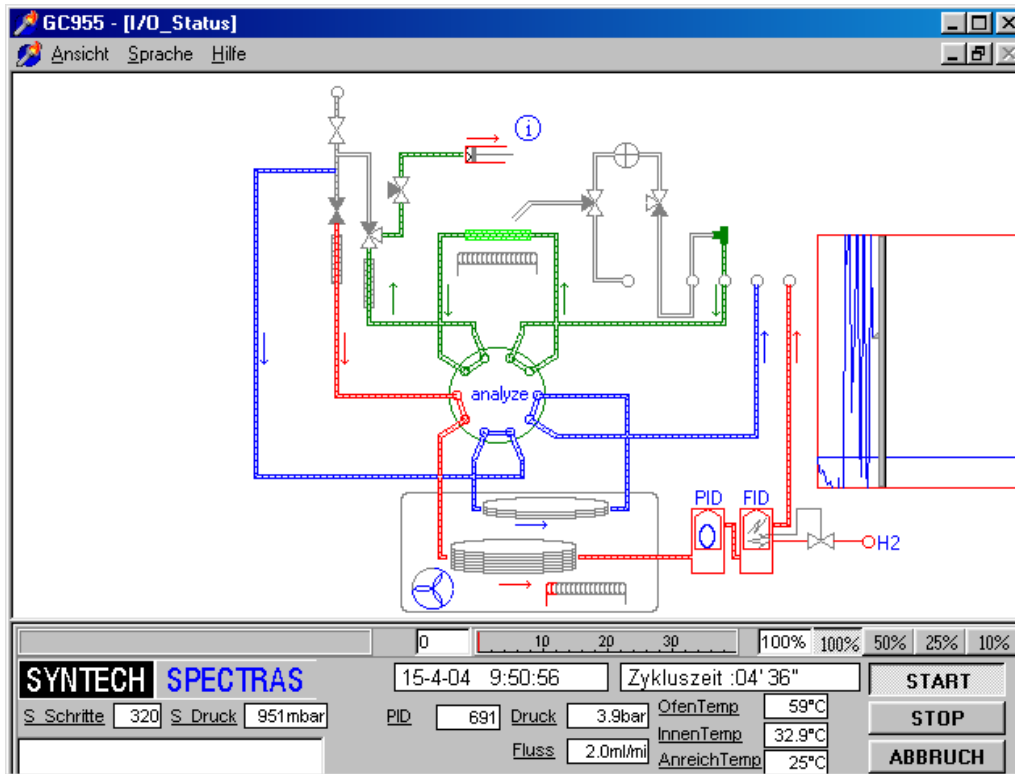 GC955 - [I/O_Status]
Ansicht Sprache Hilfe
i
analyze
PID FID
H2
0 10 20 30 100% 100% 50% 25% 10%
SYNTECH SPECTRAS 15-4-04 9:50:56 Zykluszeit :04'36" START
S_Schritte 320 S_Druck 951mbar PID 691 Druck 3.9bar OfenTemp 59°C STOP
Fluss 2.0ml/mi InnenTemp 32.9°C
AnreichTemp 25°C ABBRUCH